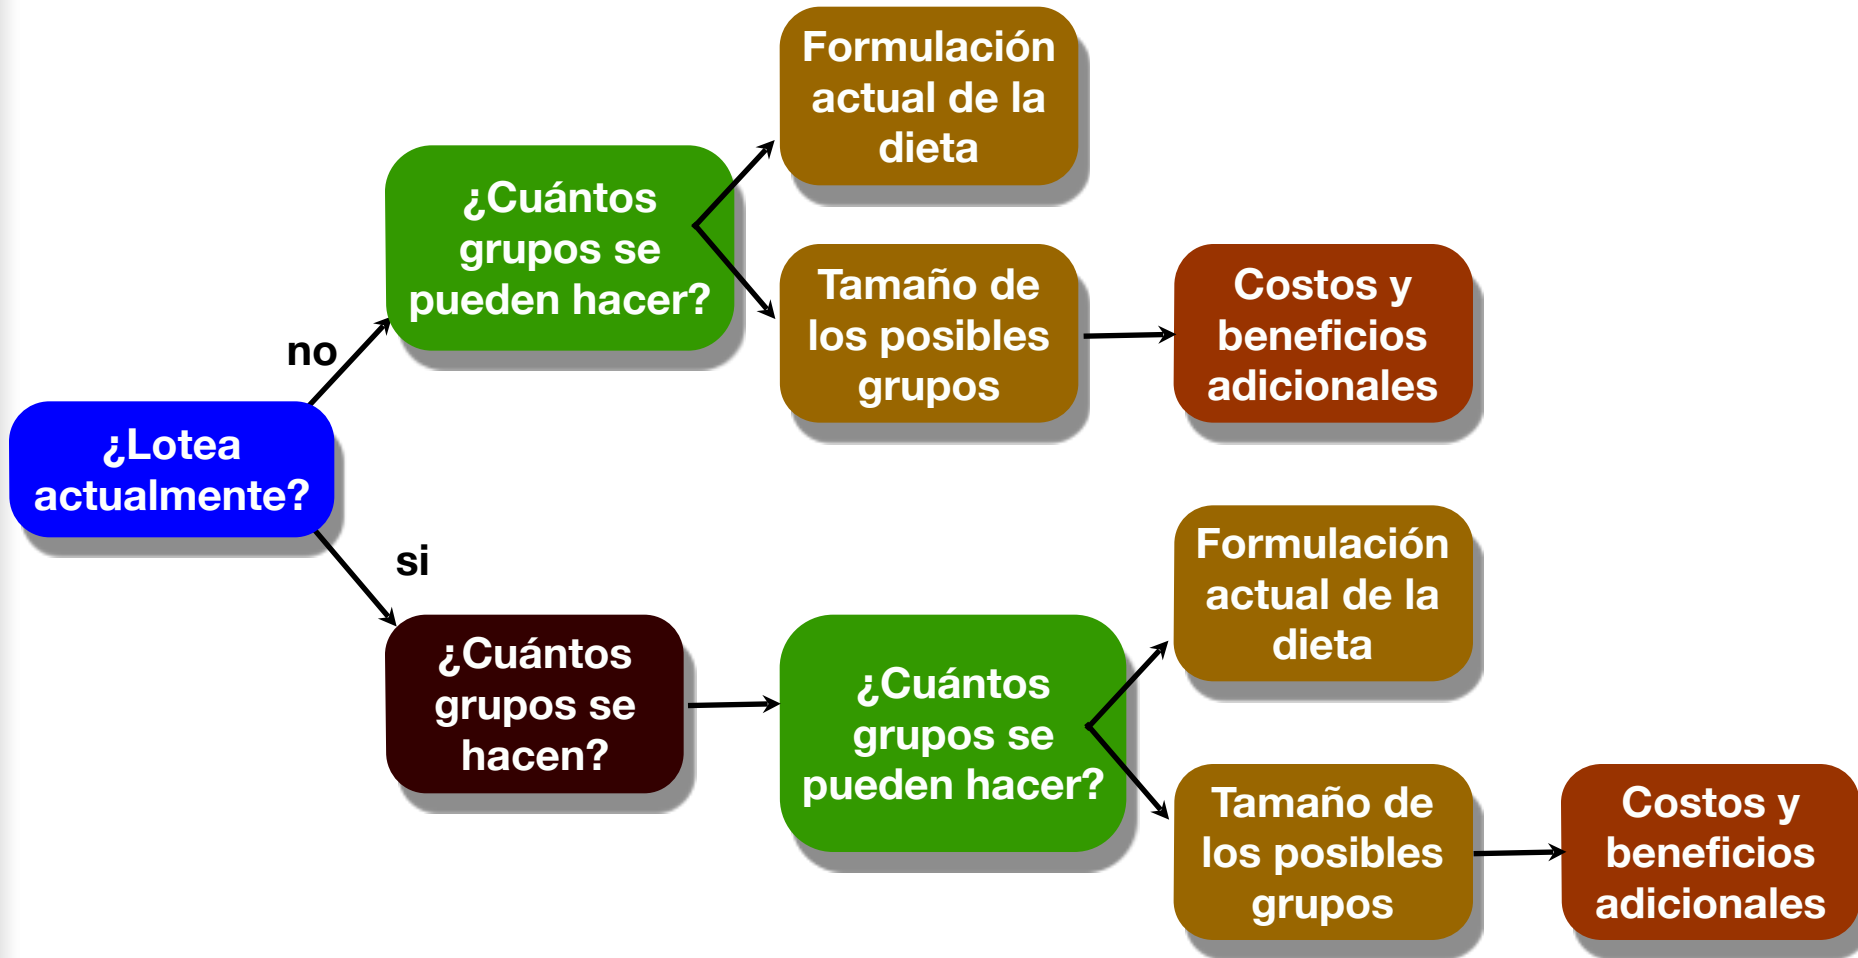 ¿Lotea
actualmente?
no
¿Cuántos
grupos se
pueden hacer?
Formulación
actual de la
dieta
Tamaño de
los posibles
grupos
Costos y
beneficios
adicionales
si
¿Cuántos
grupos se
hacen?
¿Cuántos
grupos se
pueden hacer?
Formulación
actual de la
dieta
Tamaño de
los posibles
grupos
Costos y
beneficios
adicionales